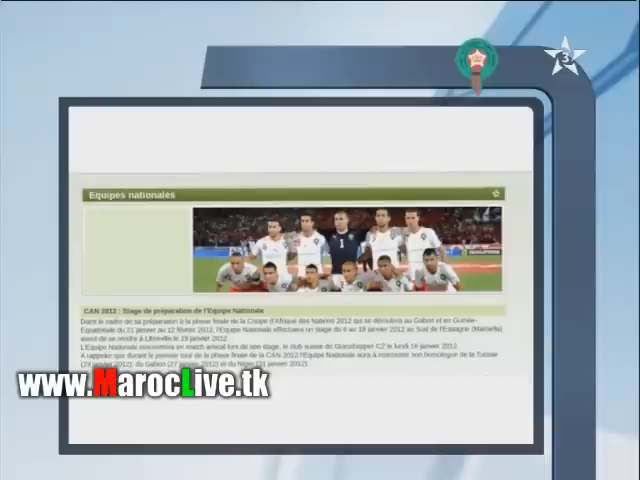 3
Equipes nationales
CAN 2012 : Stage de préparation de l'Equipe Nationale
Dans le cadre de sa préparation à la phase finale de la Coupe d'Afrique des Nations 2012 qui se déroulera au Gabon et en Guinée-
Equatoriale du 21 janvier au 12 février 2012, l'Equipe Nationale effectuera un stage du 8 au 18 janvier 2012 au Sud de l'Espagne (Marbella)
avant de se rendre à Libreville le 19 janvier 2012
L'Equipe Nationale rencontrera en match amical lors de son stage, le club suisse du Grasshopper CZ le lundi 16 janvier 2012.
A rappeler que durant le premier tour de la phase finale de la CAN 2012 l'Equipe Nationale aura à rencontrer son homologue de la Tunisie
(23 janvier 2012), du Gabon (27 janvier 2012) et du Niger (31 janvier 2012).
www.MarocLive.tk